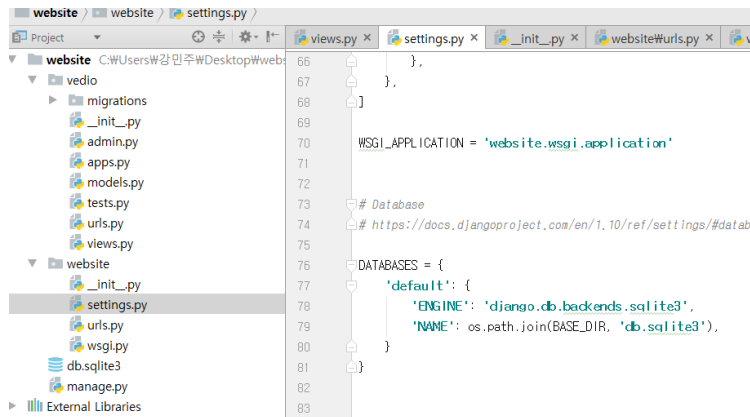 website 〉 website 〉 settings.py 〉
Project
views.py ×
settings.py ×
__init__.py ×
website₩urls.py ×
website C:₩Users₩강민주₩Desktop₩webs
vedio
migrations
__init__.py
admin.py
apps.py
models.py
tests.py
urls.py
views.py
website
__init__.py
settings.py
urls.py
wsgi.py
db.sqlite3
manage.py
External Libraries
66 },
67 },
68 ]
69
70 WSGI_APPLICATION = 'website.wsgi.application'
71
72
73 # Database
74 # https://docs.djangoproject.com/en/1.10/ref/settings/#datab
75
76 DATABASES = {
77 'default': {
78 'ENGINE': 'django.db.backends.sqlite3',
79 'NAME': os.path.join(BASE_DIR, 'db.sqlite3'),
80 }
81 }
82
83